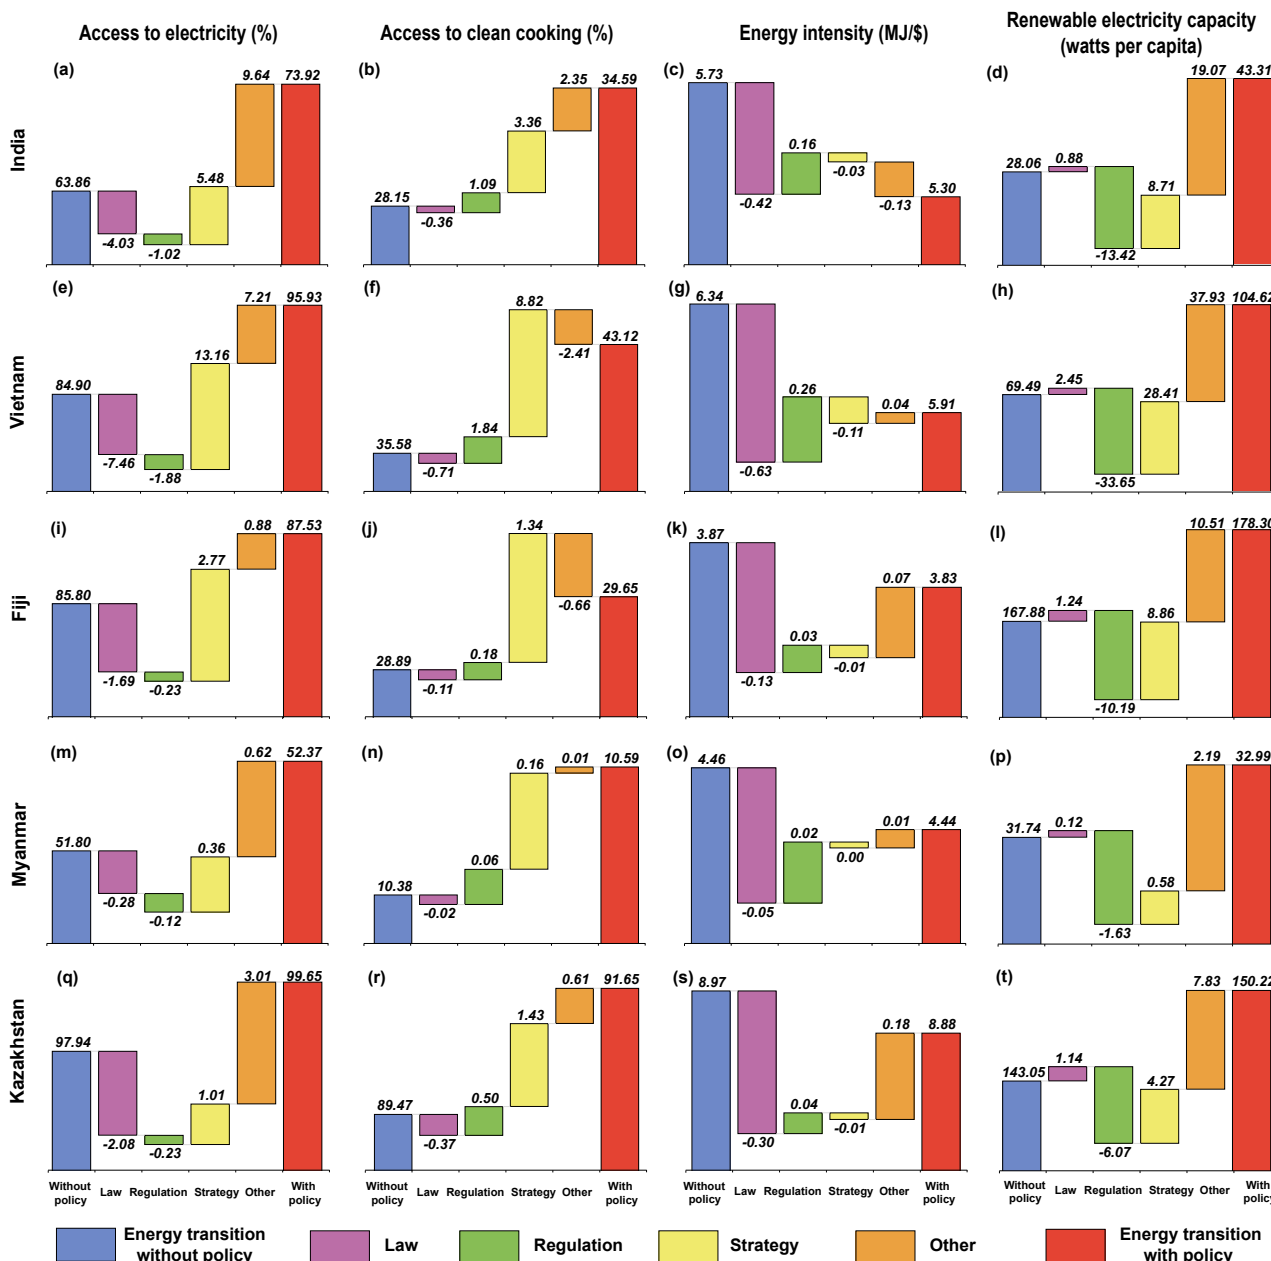 Access to electricity (%)
Access to clean cooking (%)
Energy intensity (MJ/$)
Renewable electricity capacity
(watts per capita)
India
(a)
63.86
-4.03
-1.02
5.48
9.64
73.92
(b)
28.15
-0.36
1.09
3.36
2.35
34.59
(c)
5.73
-0.42
0.16
-0.03
-0.13
5.30
(d)
28.06
0.88
-13.42
8.71
19.07
43.31
Vietnam
(e)
84.90
-7.46
-1.88
13.16
7.21
95.93
(f)
35.58
-0.71
1.84
8.82
-2.41
43.12
(g)
6.34
-0.63
0.26
-0.11
0.04
5.91
(h)
69.49
2.45
-33.65
28.41
37.93
104.62
Fiji
(i)
85.80
-1.69
-0.23
2.77
0.88
87.53
(j)
28.89
-0.11
0.18
1.34
-0.66
29.65
(k)
3.87
-0.13
0.03
-0.01
0.07
3.83
(l)
167.88
1.24
-10.19
8.86
10.51
178.30
Myanmar
(m)
51.80
-0.28
-0.12
0.36
0.62
52.37
(n)
10.38
-0.02
0.06
0.16
0.01
10.59
(o)
4.46
-0.05
0.02
0.00
0.01
4.44
(p)
31.74
0.12
-1.63
0.58
2.19
32.99
Kazakhstan
(q)
97.94
-2.08
-0.23
1.01
3.01
99.65
(r)
89.47
-0.37
0.50
1.43
0.61
91.65
(s)
8.97
-0.30
0.04
-0.01
0.18
8.88
(t)
143.05
1.14
-6.07
4.27
7.83
150.22
Without
policy
Law
Regulation
Strategy
Other
With
policy
Without
policy
Law
Regulation
Strategy
Other
With
policy
Without
policy
Law
Regulation
Strategy
Other
With
policy
Without
policy
Law
Regulation
Strategy
Other
With
policy
Energy transition
without policy
Law
Regulation
Strategy
Other
Energy transition
with policy